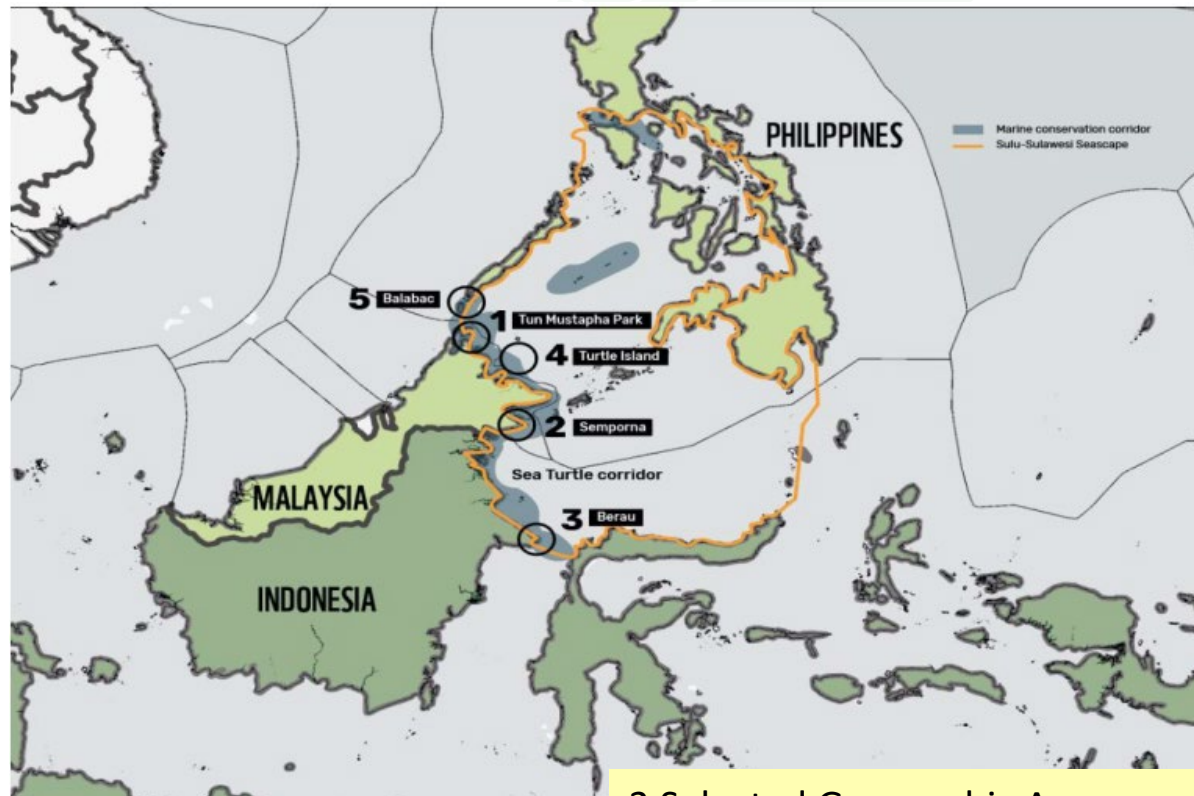 PHILIPPINES
Marine conservation corridor
Sulu-Sulawesi Seascape
5 Balabac
1 Tun Mustapha Park
4 Turtle Island
2 Semporna
Sea Turtle corridor
MALAYSIA
3 Berau
INDONESIA